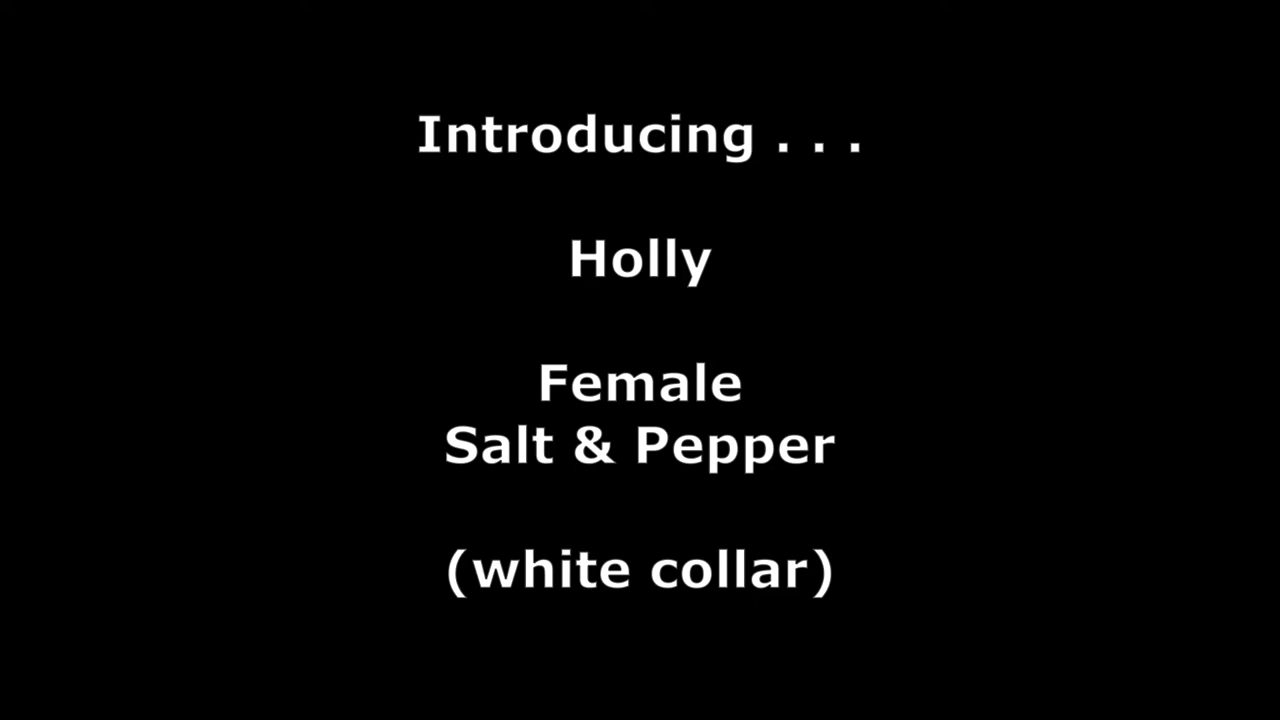 Introducing . . .
Holly
Female
Salt & Pepper
(white collar)